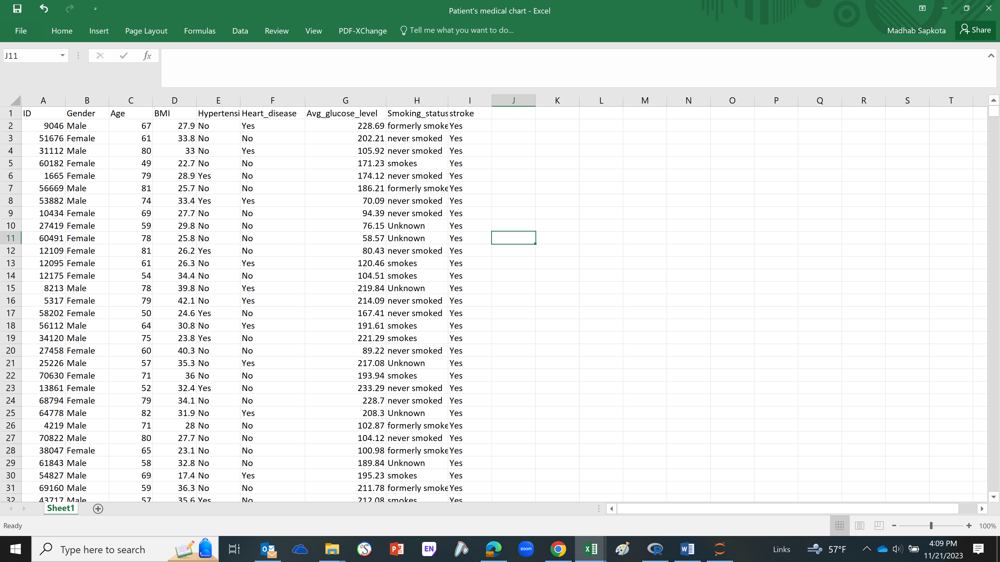 Patient's medical chart - Excel
File Home Insert Page Layout Formulas Data Review View PDF-XChange Tell me what you want to do... Madhab Sapkota Share
J11 fx
A B C D E F G H I J K L M N O P Q R S T
1 ID Gender Age BMI Hypertensi Heart_disease Avg_glucose_level Smoking_status stroke
2 9046 Male 67 27.9 No Yes 228.69 formerly smoke Yes
3 51676 Female 61 33.8 No No 202.21 never smoked Yes
4 31112 Male 80 33 No Yes 105.92 never smoked Yes
5 60182 Female 49 22.7 No No 171.23 smokes Yes
6 1665 Female 79 28.9 Yes No 174.12 never smoked Yes
7 56669 Male 81 25.7 No No 186.21 formerly smoke Yes
8 53882 Male 74 33.4 Yes Yes 70.09 never smoked Yes
9 10434 Female 69 27.7 No No 94.39 never smoked Yes
10 27419 Female 59 29.8 No No 76.15 Unknown Yes
11 60491 Female 78 25.8 No No 58.57 Unknown Yes
12 12109 Female 81 26.2 Yes No 80.43 never smoked Yes
13 12095 Female 61 26.3 No Yes 120.46 smokes Yes
14 12175 Female 54 34.4 No No 104.51 smokes Yes
15 8213 Male 78 39.8 No Yes 219.84 Unknown Yes
16 5317 Female 79 42.1 No Yes 214.09 never smoked Yes
17 58202 Female 50 24.6 Yes No 167.41 never smoked Yes
18 56112 Male 64 30.8 No Yes 191.61 smokes Yes
19 34120 Male 75 23.8 Yes No 221.29 smokes Yes
20 27458 Female 60 40.3 No No 89.22 never smoked Yes
21 25226 Male 57 35.3 No Yes 217.08 Unknown Yes
22 70630 Female 71 36 No No 193.94 smokes Yes
23 13861 Female 52 32.4 Yes No 233.29 never smoked Yes
24 68794 Female 79 34.1 No No 228.7 never smoked Yes
25 64778 Male 82 31.9 No Yes 208.3 Unknown Yes
26 4219 Male 71 28 No No 102.87 formerly smoke Yes
27 70822 Male 80 27.7 No No 104.12 never smoked Yes
28 38047 Female 65 23.1 No No 100.98 formerly smoke Yes
29 61843 Male 58 32.8 No No 189.84 Unknown Yes
30 54827 Male 69 17.4 No Yes 195.23 smokes Yes
31 69160 Male 59 36.3 No No 211.78 formerly smoke Yes
32 43717 Male 57 35.6 Yes No 212.08 smokes Yes
Sheet1
Ready 100%
Type here to search EN zoom Links 57°F 4:09 PM
11/21/2023